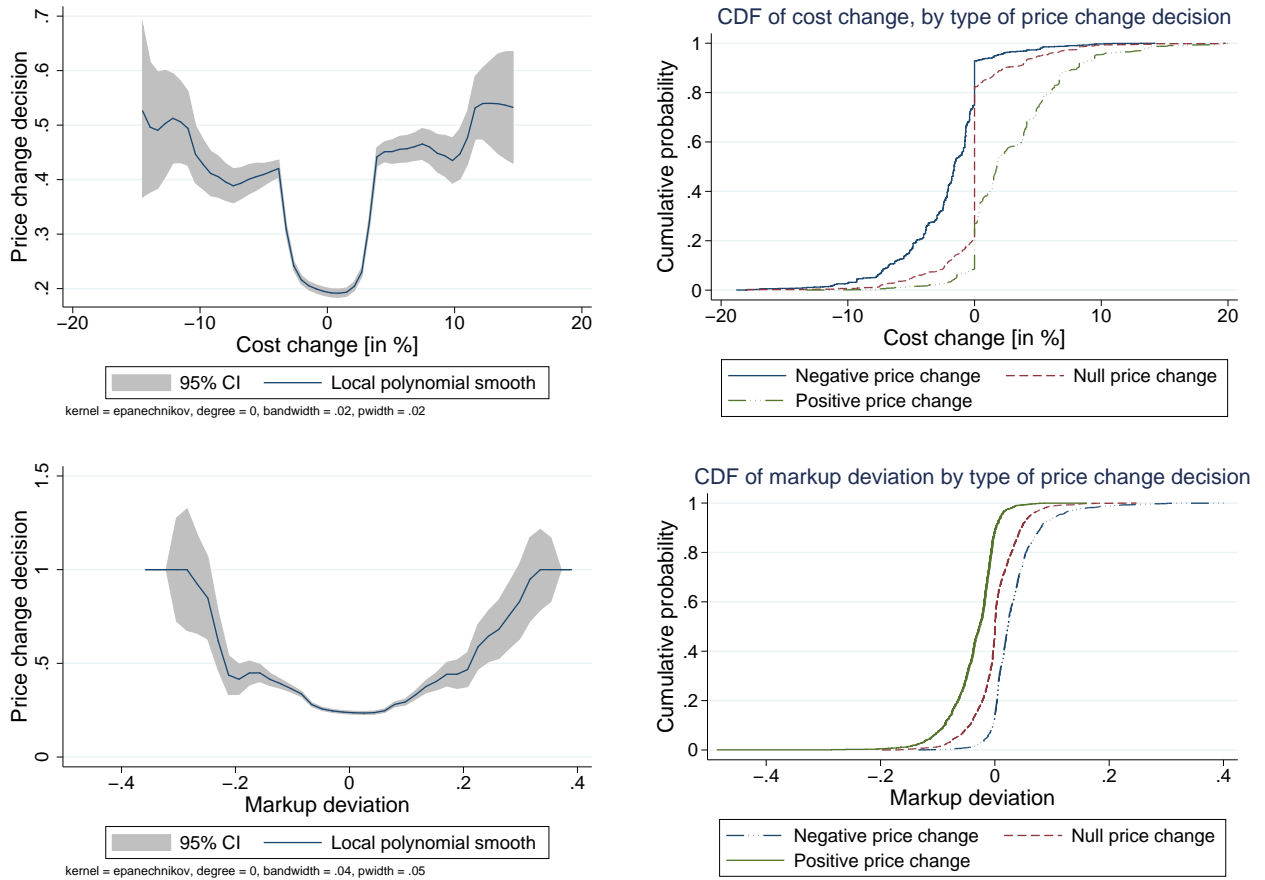 Price change decision
.7
.6
.5
.4
.3
.2
−20
−10
0
10
20
Cost change [in %]
95% CI
Local polynomial smooth
kernel = epanechnikov, degree = 0, bandwidth = .02, pwidth = .02
CDF of cost change, by type of price change decision
Cumulative probability
1
.8
.6
.4
.2
0
−20
−10
0
10
20
Cost change [in %]
Negative price change
Null price change
Positive price change
Price change decision
1.5
1
.5
0
−.4
−.2
0
.2
.4
Markup deviation
95% CI
Local polynomial smooth
kernel = epanechnikov, degree = 0, bandwidth = .04, pwidth = .05
CDF of markup deviation by type of price change decision
Cumulative probability
1
.8
.6
.4
.2
0
−.4
−.2
0
.2
.4
Markup deviation
Negative price change
Null price change
Positive price change